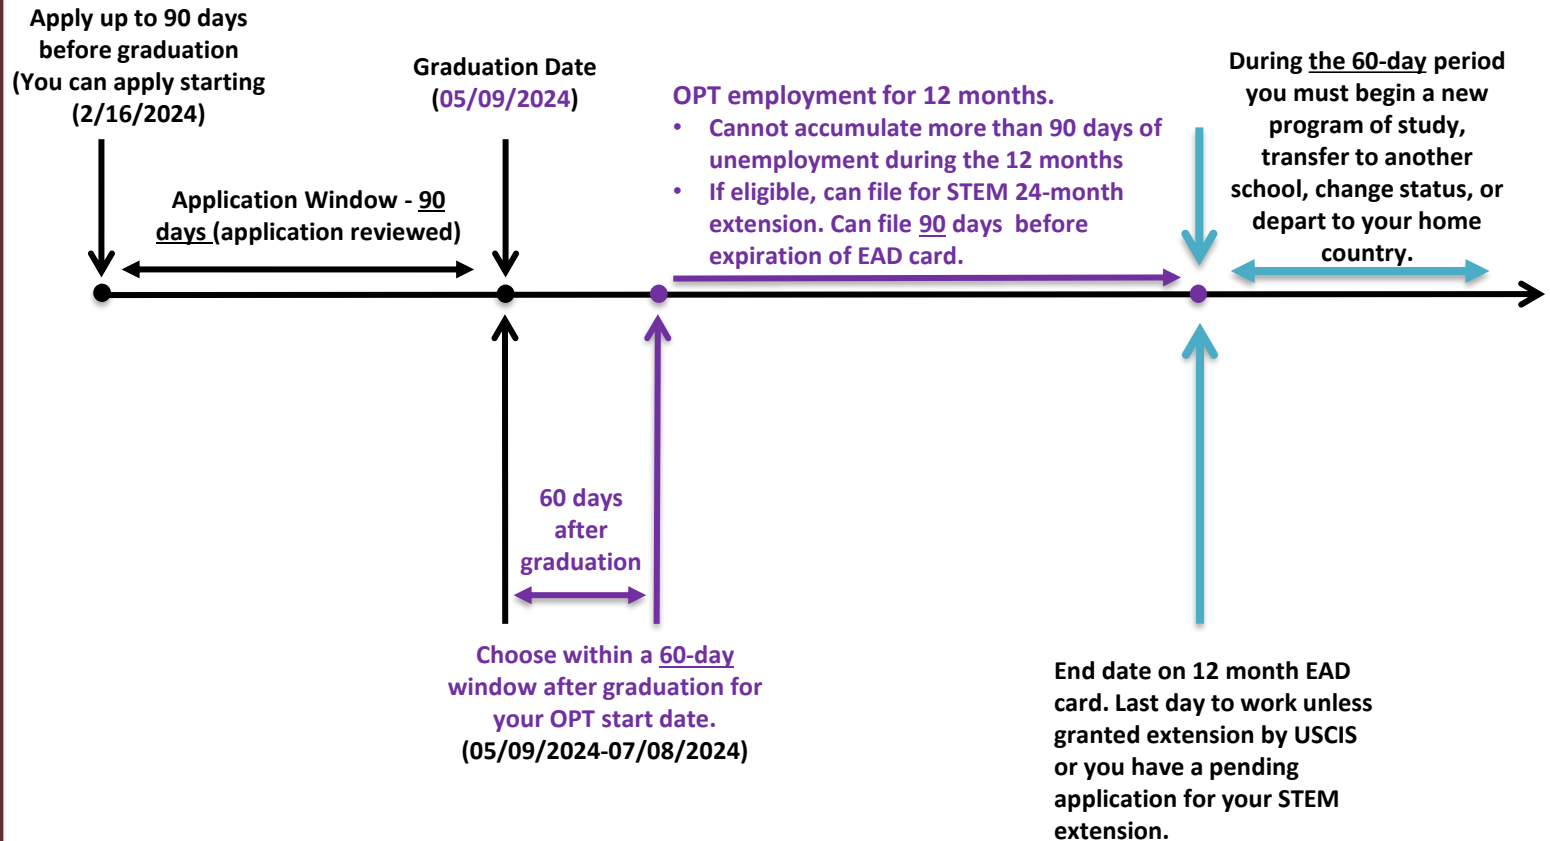 Apply up to 90 days
before graduation
(You can apply starting
(2/16/2024)
Application Window - 90
days (application reviewed)
Graduation Date
(05/09/2024)
OPT employment for 12 months.
• Cannot accumulate more than 90 days of
unemployment during the 12 months
• If eligible, can file for STEM 24-month
extension. Can file 90 days before
expiration of EAD card.
During the 60-day period
you must begin a new
program of study,
transfer to another
school, change status, or
depart to your home
country.
60 days
after
graduation
Choose within a 60-day
window after graduation for
your OPT start date.
(05/09/2024-07/08/2024)
End date on 12 month EAD
card. Last day to work unless
granted extension by USCIS
or you have a pending
application for your STEM
extension.